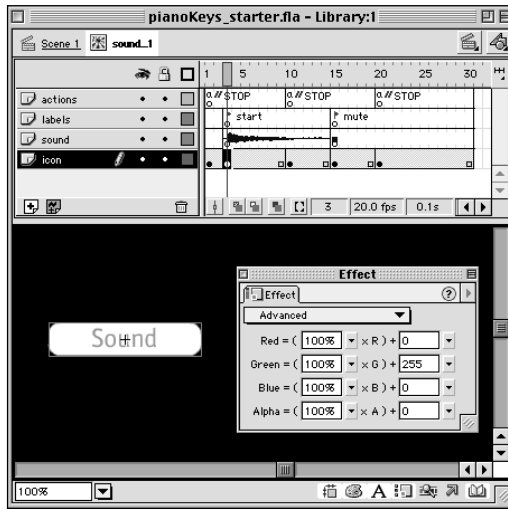 pianoKeys_starter.fla - Library:1
Scene 1 sound_1
1 5 10 15 20 25 30
actions a // STOP a // STOP a // STOP
labels start mute
sound
icon
3 20.0 fps 0.1s
Effect
Effect ?
Advanced
Red = ( 100% x R ) + 0
Green = ( 100% x G ) + 255
Blue = ( 100% x B ) + 0
Alpha = ( 100% x A ) + 0
Sound
100% A